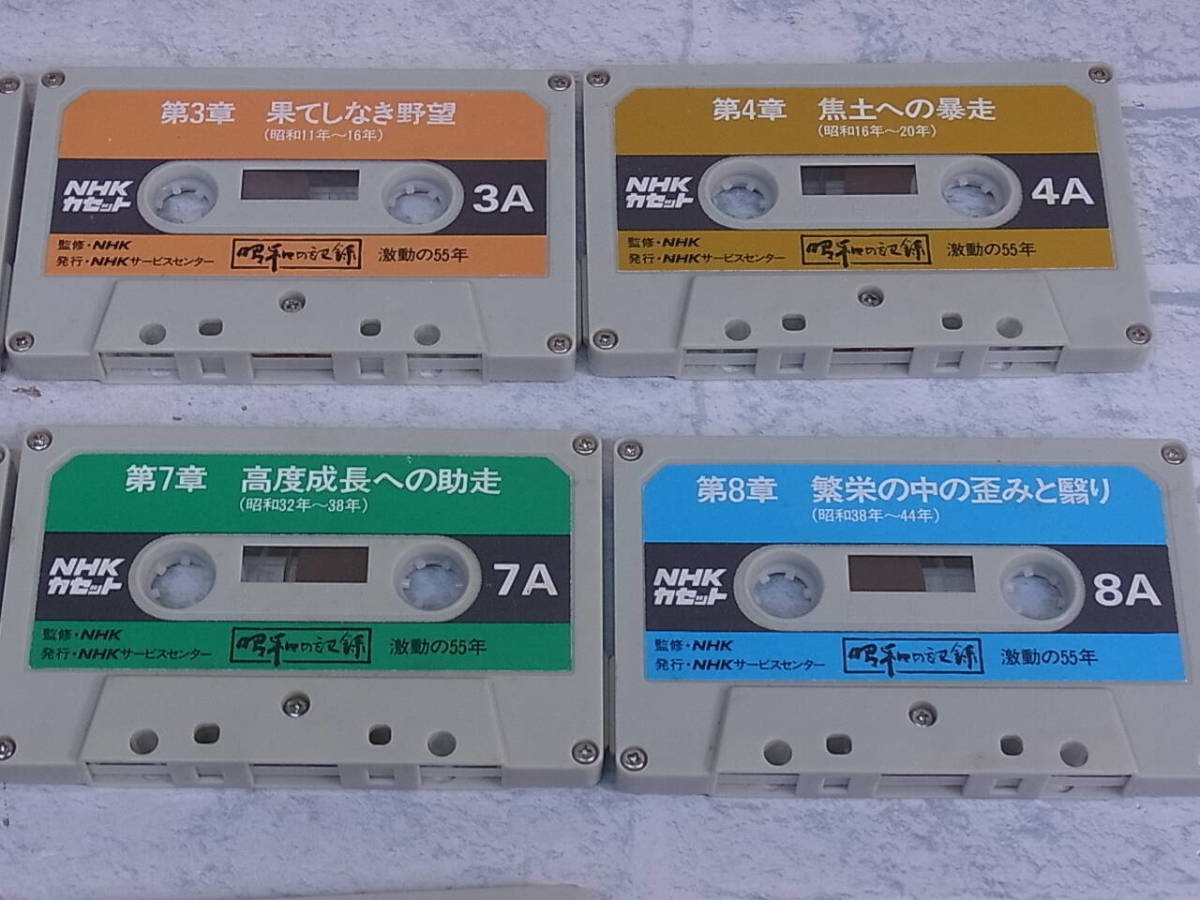 第3章 果てしなき野望
(昭和11年～16年)
NHK
カセット
3A
監修・NHK
発行・NHKサービスセンター
昭和の記録
激動の55年
第4章 焦土への暴走
(昭和16年～20年)
NHK
カセット
4A
監修・NHK
発行・NHKサービスセンター
昭和の記録
激動の55年
第7章 高度成長への助走
(昭和32年～38年)
NHK
カセット
7A
監修・NHK
発行・NHKサービスセンター
昭和の記録
激動の55年
第8章 繁栄の中の歪みと翳り
(昭和38年～44年)
NHK
カセット
8A
監修・NHK
発行・NHKサービスセンター
昭和の記録
激動の55年